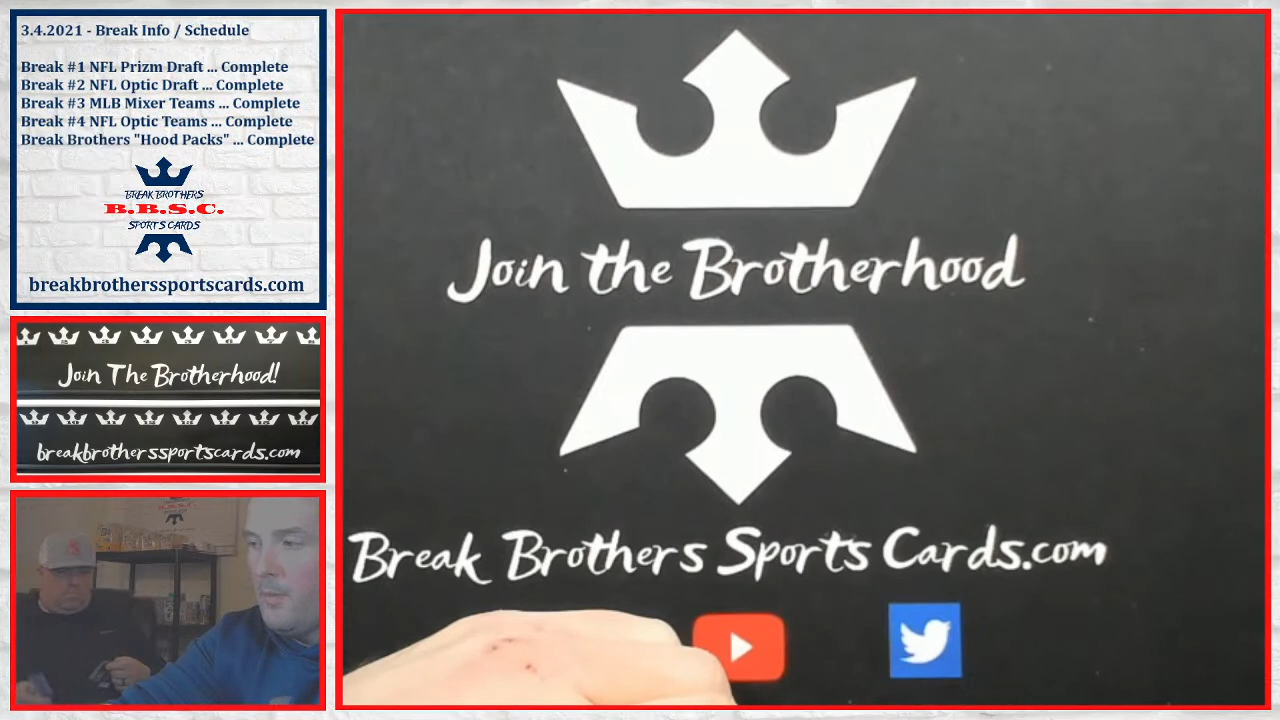 3.4.2021 - Break Info / Schedule
Break #1 NFL Prizm Draft ... Complete
Break #2 NFL Optic Draft ... Complete
Break #3 MLB Mixer Teams ... Complete
Break #4 NFL Optic Teams ... Complete
Break Brothers "Hood Packs" ... Complete
BREAK BROTHERS
B.B.S.C.
SPORTS CARDS
breakbrotherssportscards.com
Join The Brotherhood!
breakbrotherssportscards.com
Join the Brotherhood
Break Brothers Sports Cards.com